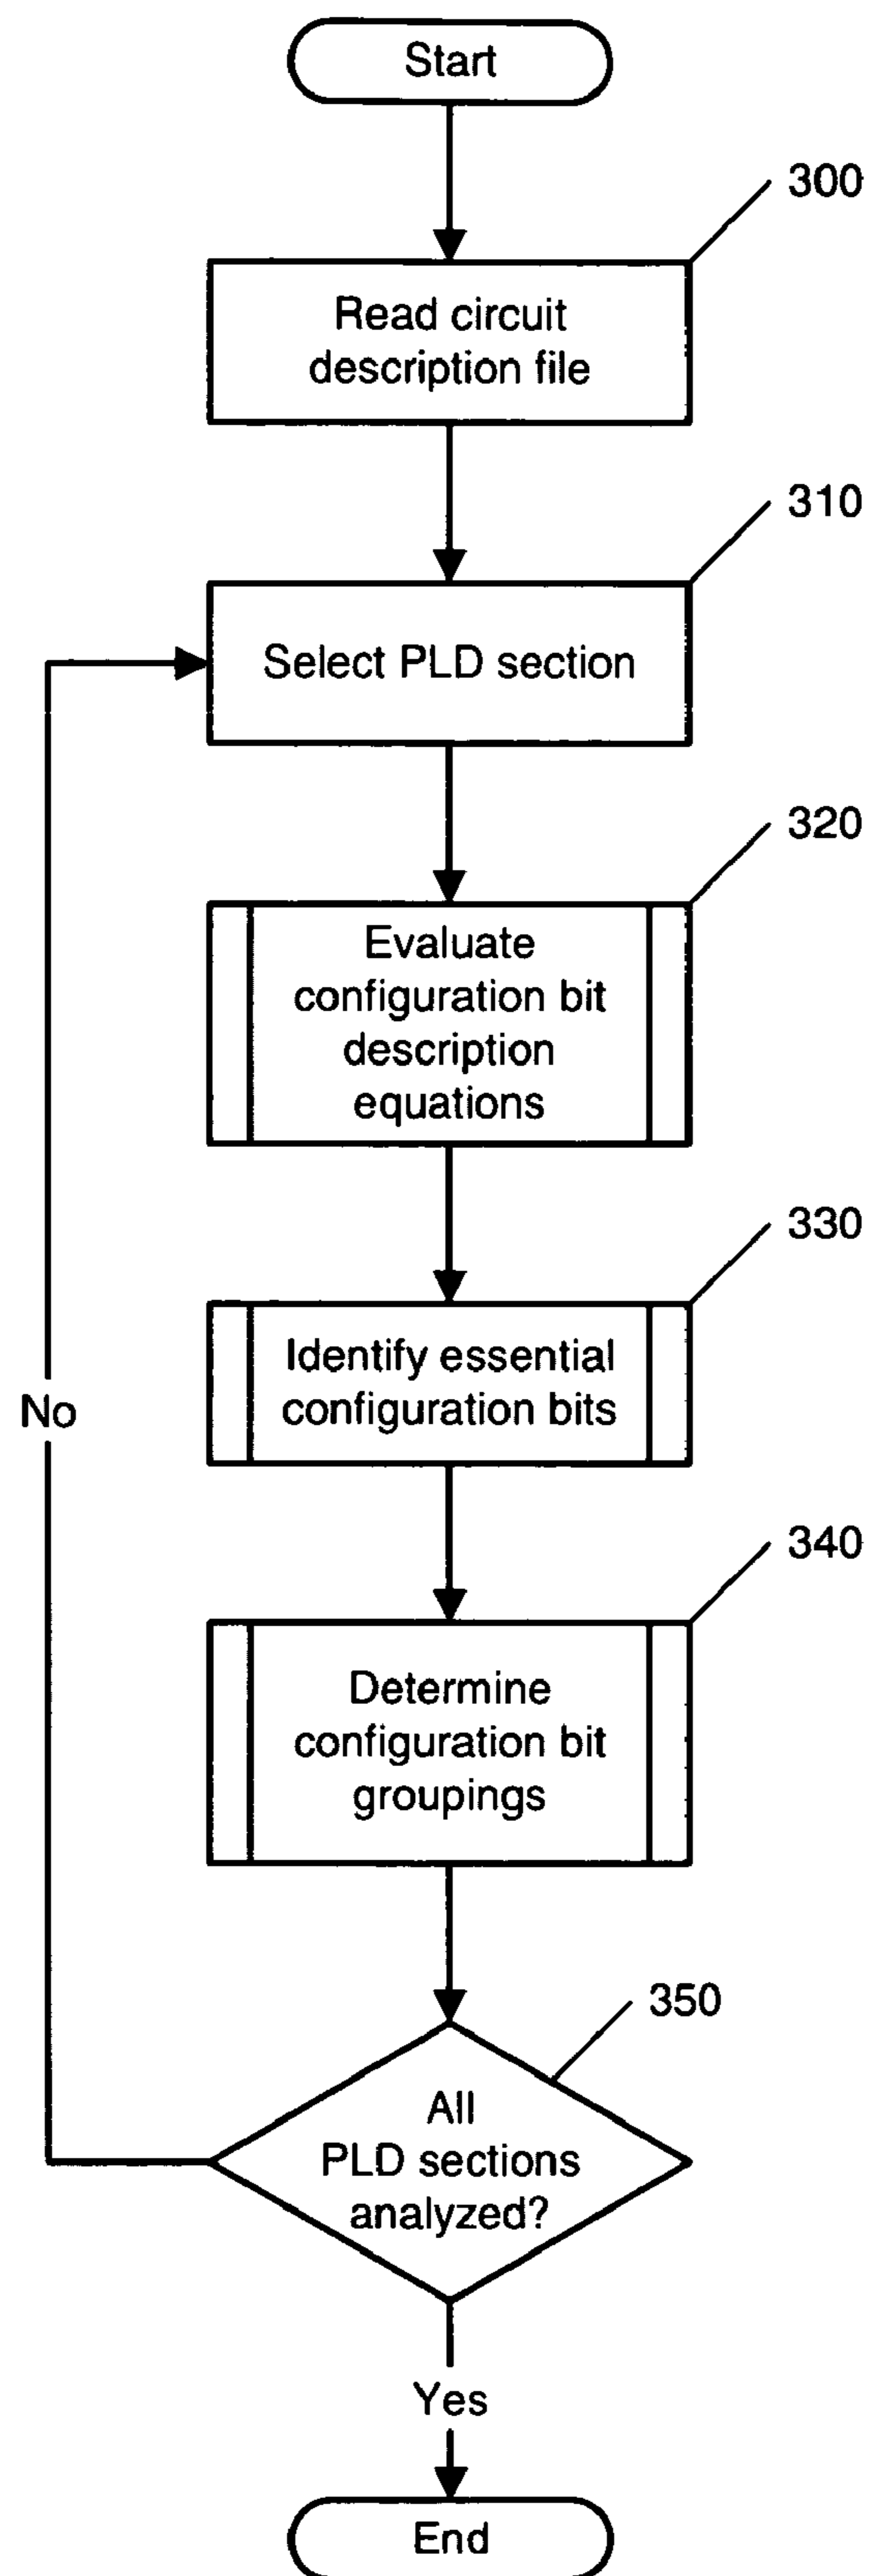 Start
300
Read circuit
description file
310
Select PLD section
320
Evaluate
configuration bit
description
equations
330
Identify essential
configuration bits
No
340
Determine
configuration bit
groupings
350
All
PLD sections
analyzed?
Yes
End